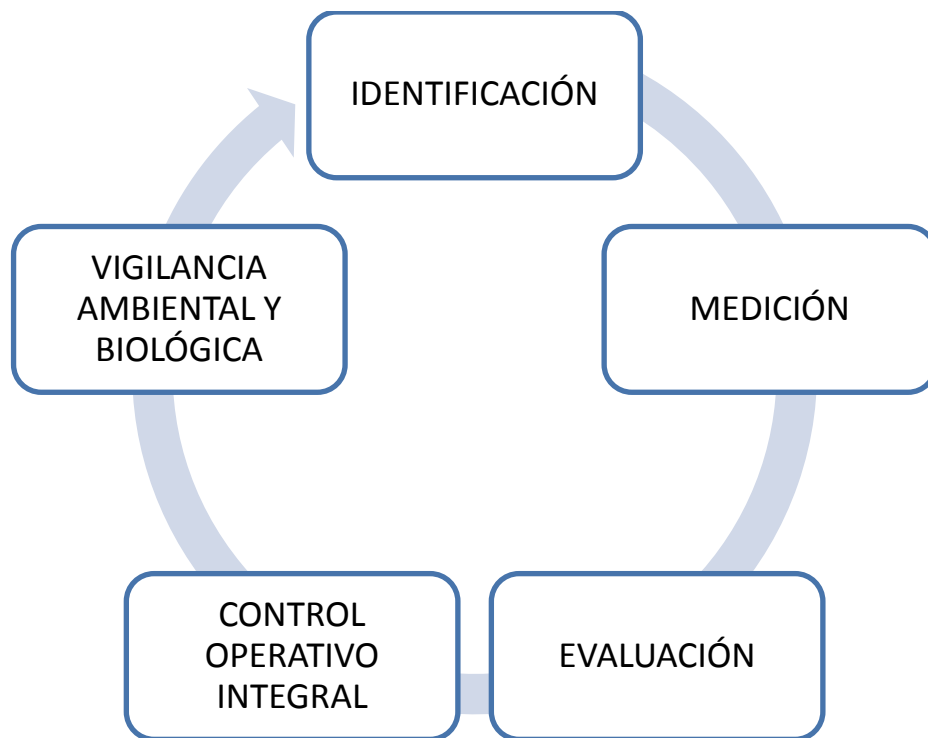 IDENTIFICACIÓN
MEDICIÓN
EVALUACIÓN
CONTROL
OPERATIVO
INTEGRAL
VIGILANCIA
AMBIENTAL Y
BIOLÓGICA